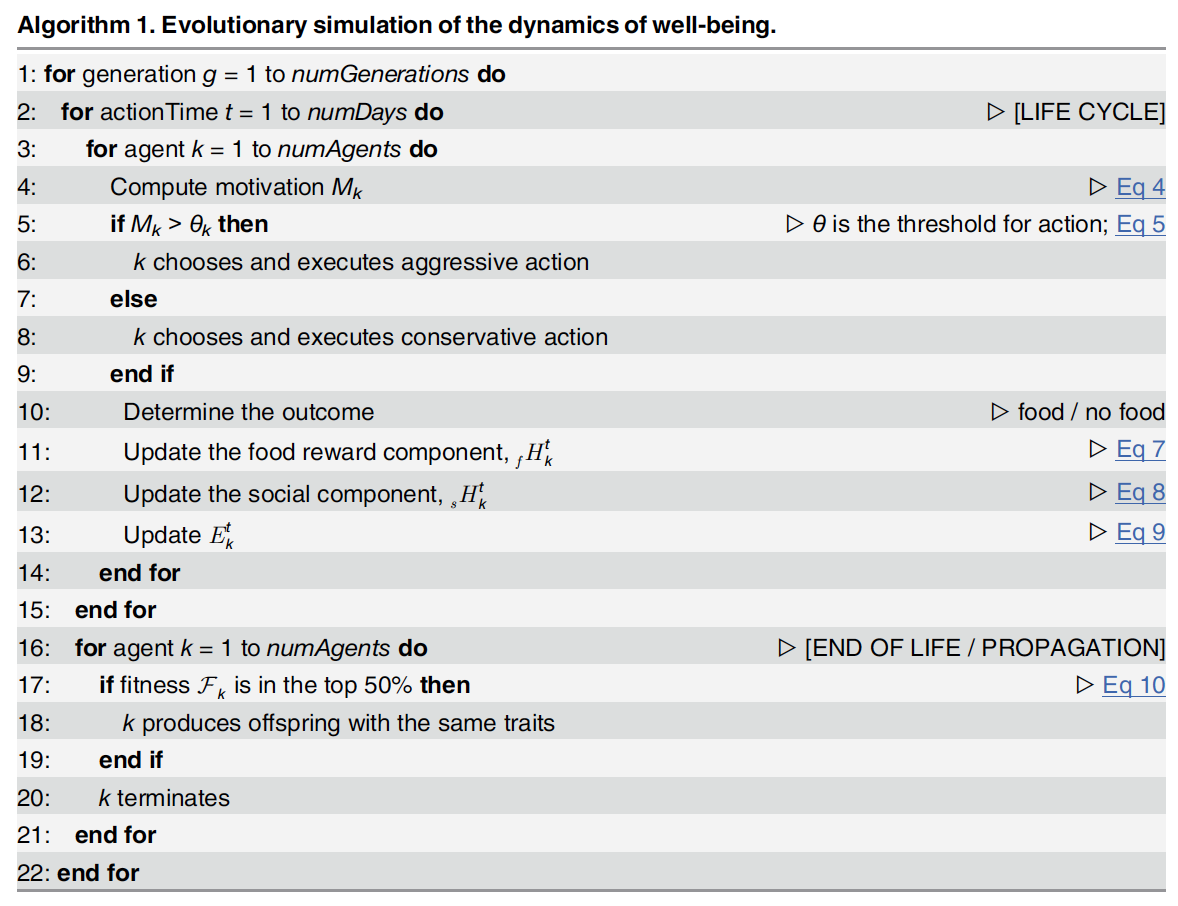 Algorithm 1. Evolutionary simulation of the dynamics of well-being.
1: for generation g = 1 to numGenerations do
2: for actionTime t = 1 to numDays do ▷ [LIFE CYCLE]
3: for agent k = 1 to numAgents do
4: Compute motivation M_k ▷ Eq 4
5: if M_k > θ_k then ▷ θ is the threshold for action; Eq 5
6: k chooses and executes aggressive action
7: else
8: k chooses and executes conservative action
9: end if
10: Determine the outcome ▷ food / no food
11: Update the food reward component, _fH_k^t ▷ Eq 7
12: Update the social component, _sH_k^t ▷ Eq 8
13: Update E_k^t ▷ Eq 9
14: end for
15: end for
16: for agent k = 1 to numAgents do ▷ [END OF LIFE / PROPAGATION]
17: if fitness ℱ_k is in the top 50% then ▷ Eq 10
18: k produces offspring with the same traits
19: end if
20: k terminates
21: end for
22: end for